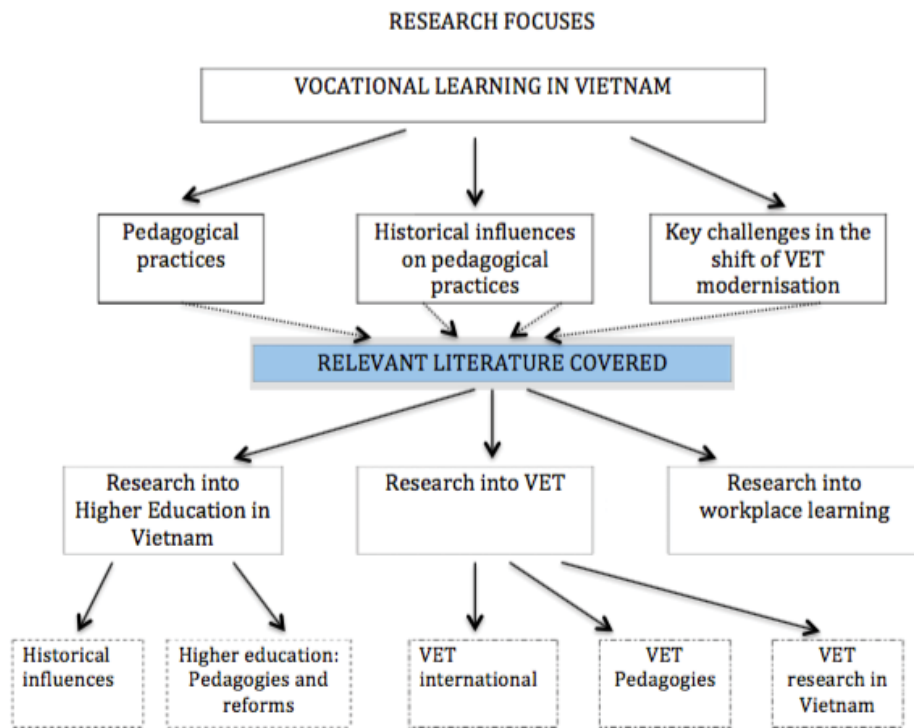 RESEARCH FOCUSES
VOCATIONAL LEARNING IN VIETNAM
Pedagogical
practices
Historical influences
on pedagogical
practices
Key challenges in the
shift of VET
modernisation
RELEVANT LITERATURE COVERED
Research into
Higher Education in
Vietnam
Research into VET
Research into
workplace learning
Historical
influences
Higher education:
Pedagogies and
reforms
VET
international
VET
Pedagogies
VET
research in
Vietnam